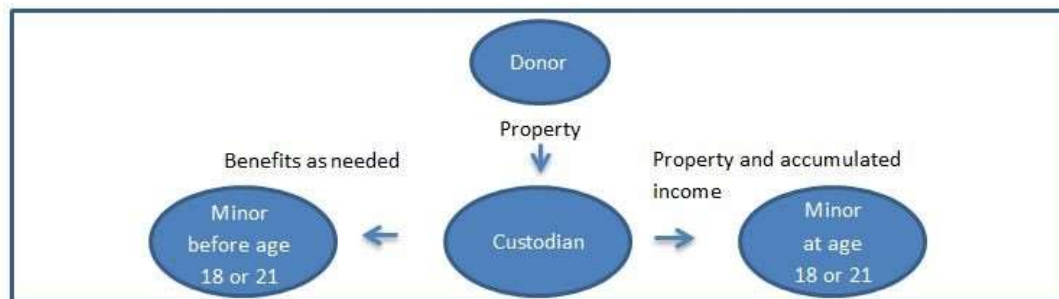 Donor
Property
Benefits as needed
Property and accumulated
income
Minor
before age
18 or 21
Custodian
Minor
at age
18 or 21